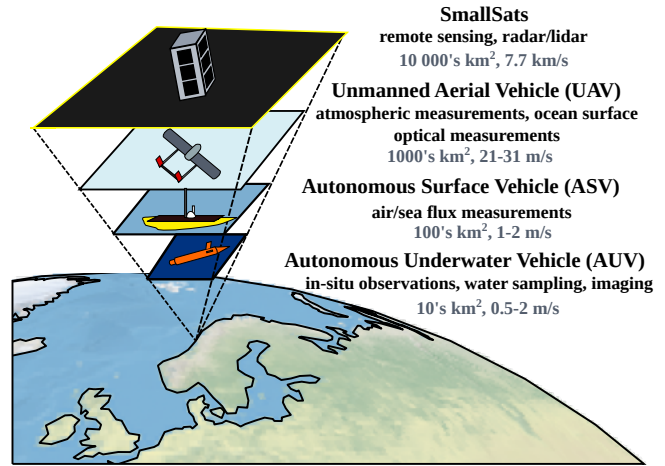 SmallSats
remote sensing, radar/lidar
10 000's km², 7.7 km/s
Unmanned Aerial Vehicle (UAV)
atmospheric measurements, ocean surface
optical measurements
1000's km², 21-31 m/s
Autonomous Surface Vehicle (ASV)
air/sea flux measurements
100's km², 1-2 m/s
Autonomous Underwater Vehicle (AUV)
in-situ observations, water sampling, imaging
10's km², 0.5-2 m/s